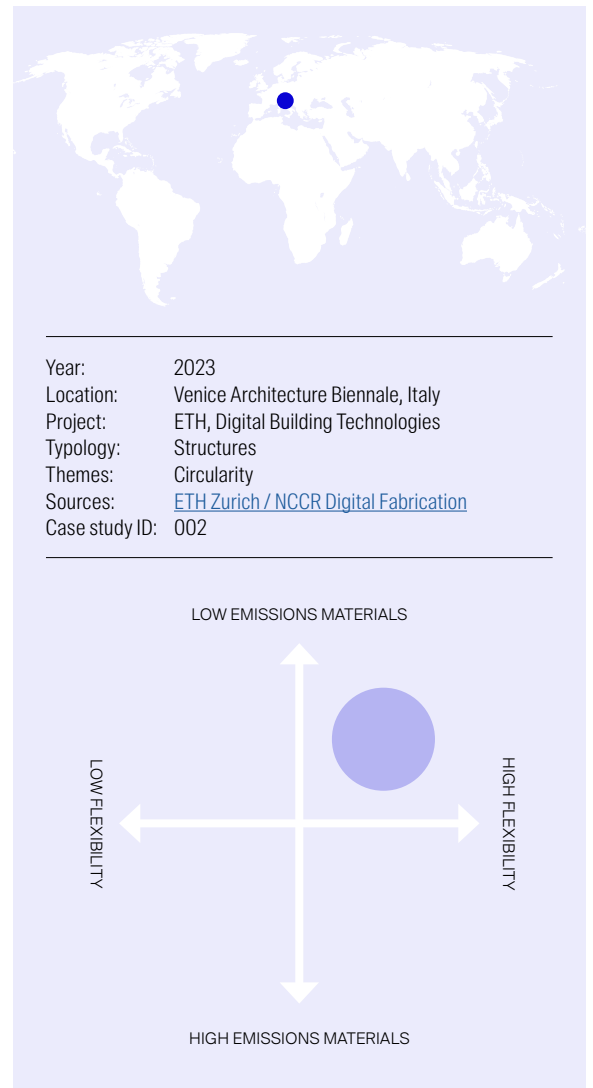 Year: 2023
Location: Venice Architecture Biennale, Italy
Project: ETH, Digital Building Technologies
Typology: Structures
Themes: Circularity
Sources: ETH Zurich / NCCR Digital Fabrication
Case study ID: 002
LOW EMISSIONS MATERIALS
LOW FLEXIBILITY
HIGH FLEXIBILITY
HIGH EMISSIONS MATERIALS